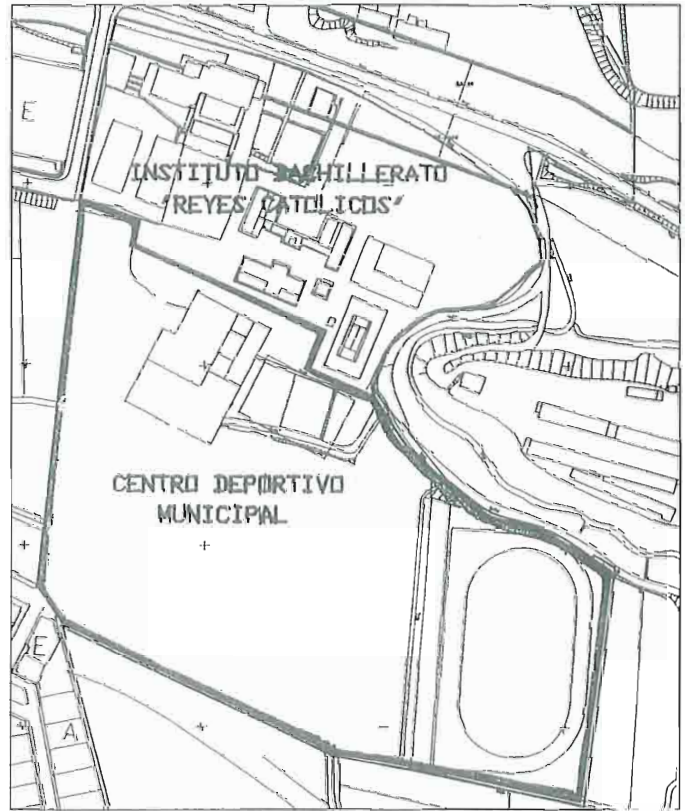 E
INSTITUTO BACHILLERATO
"REYES CATOLICOS"
CENTRO DEPORTIVO
MUNICIPAL
E
A